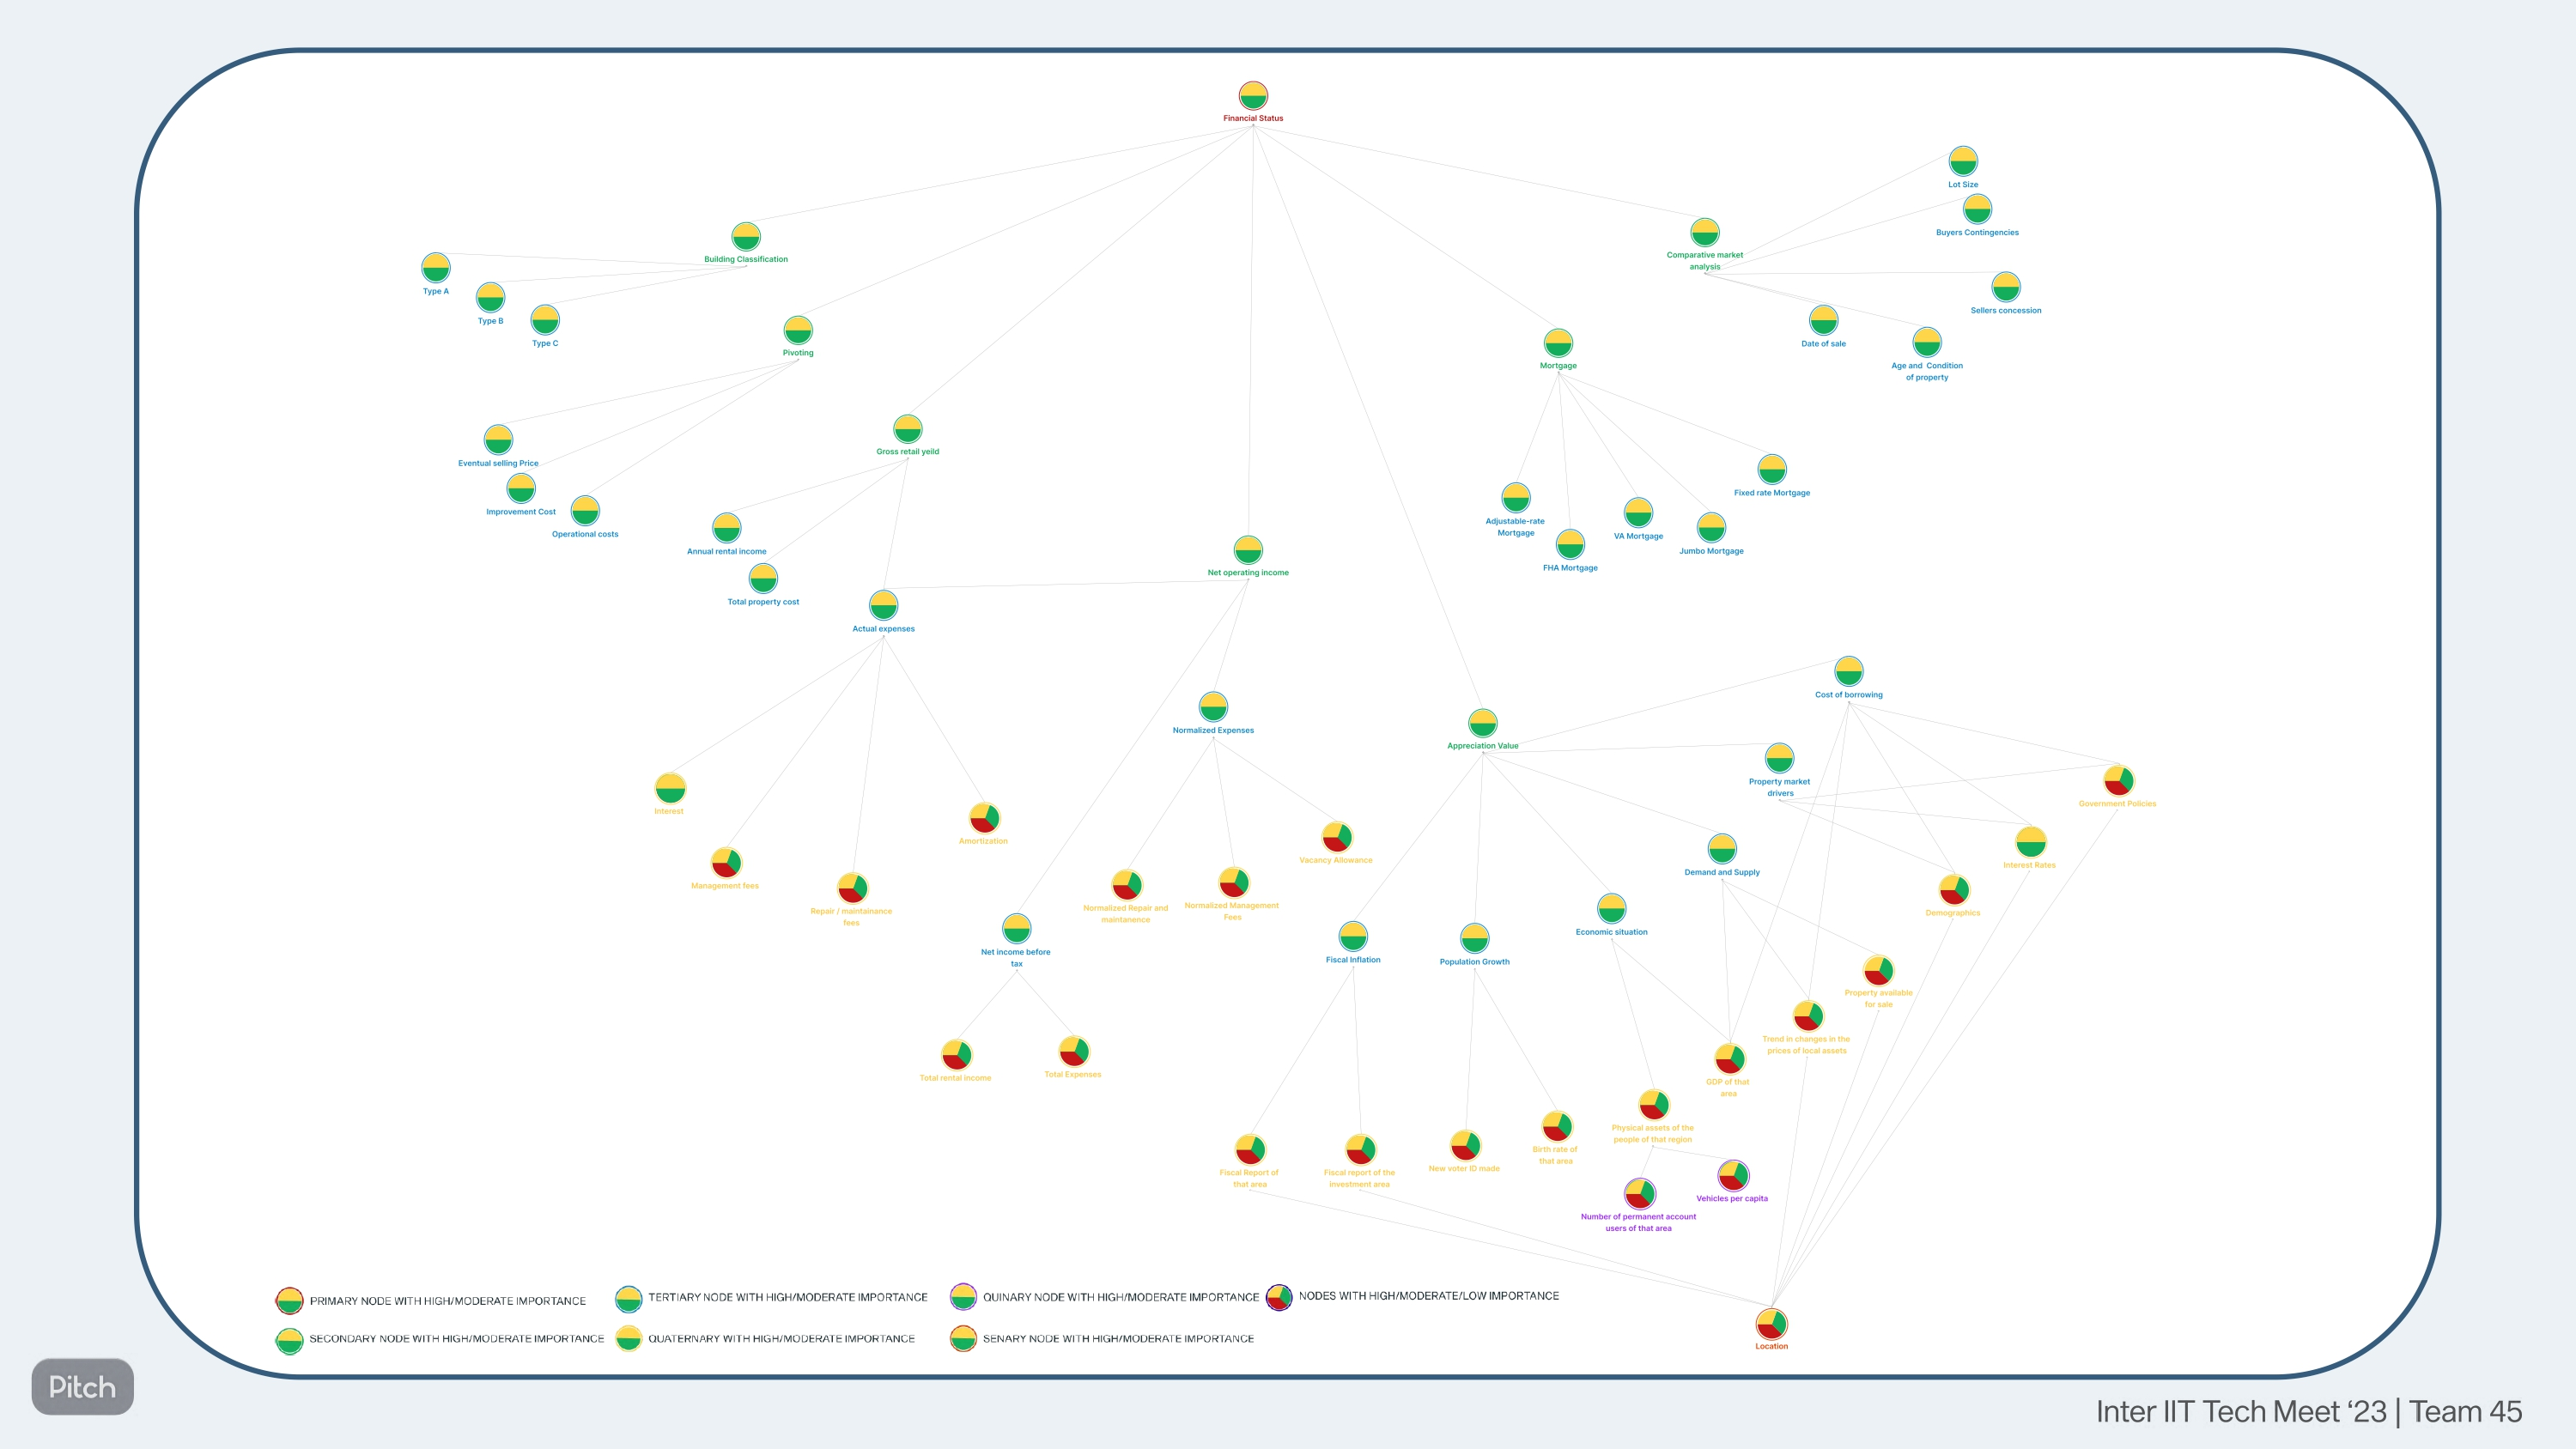 Financial Status
Lot Size
Buyers Contingencies
Building Classification
Comparative market
analysis
Type A
Type B
Type C
Sellers concession
Date of sale
Age and Condition
of property
Pivoting
Mortgage
Eventual selling Price
Improvement Cost
Operational costs
Gross retail yeild
Annual rental income
Total property cost
Actual expenses
Net operating income
Adjustable-rate
Mortgage
FHA Mortgage
VA Mortgage
Jumbo Mortgage
Fixed rate Mortgage
Cost of borrowing
Normalized Expenses
Appreciation Value
Property market
drivers
Government Policies
Interest
Amortization
Management fees
Repair / maintainance
fees
Vacancy Allowance
Normalized Repair and
maintanence
Normalized Management
Fees
Demand and Supply
Interest Rates
Demographics
Net income before
tax
Fiscal Inflation
Population Growth
Economic situation
Property available
for sale
Trend in changes in the
prices of local assets
Total rental income
Total Expenses
GDP of that
area
Physical assets of the
people of that region
Fiscal Report of
that area
Fiscal report of the
investment area
New voter ID made
Birth rate of
that area
Vehicles per capita
Number of permanent account
users of that area
Location
PRIMARY NODE WITH HIGH/MODERATE IMPORTANCE
TERTIARY NODE WITH HIGH/MODERATE IMPORTANCE
QUINARY NODE WITH HIGH/MODERATE IMPORTANCE
NODES WITH HIGH/MODERATE/LOW IMPORTANCE
SECONDARY NODE WITH HIGH/MODERATE IMPORTANCE
QUATERNARY WITH HIGH/MODERATE IMPORTANCE
SENARY NODE WITH HIGH/MODERATE IMPORTANCE
Pitch
Inter IIT Tech Meet ‘23 | Team 45